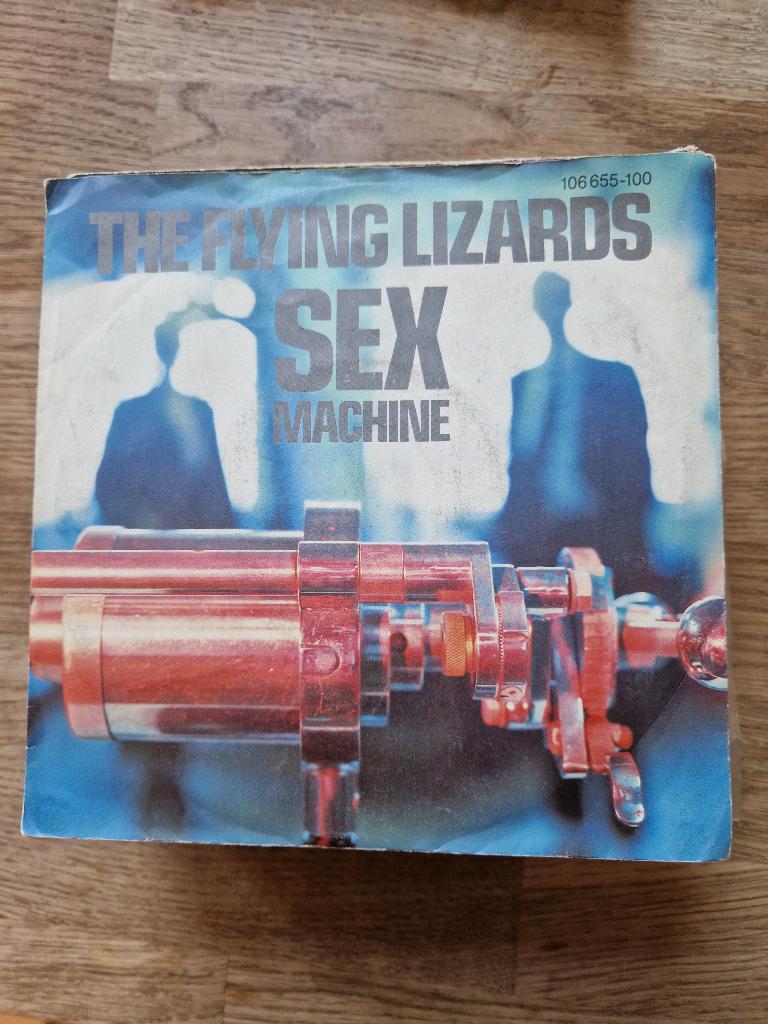 106 655-100
THE FLYING LIZARDS
SEX
MACHINE